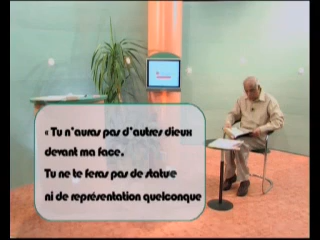 « Tu n'auras pas d'autres dieux
devant ma face.
Tu ne te feras pas de statue
ni de représentation quelconque